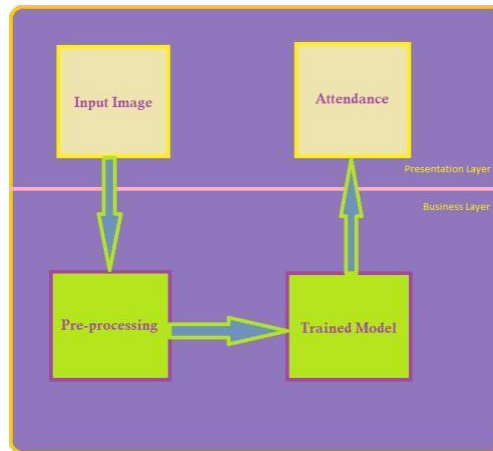 Input Image
Attendance
Presentation Layer
Business Layer
Pre-processing
Trained Model